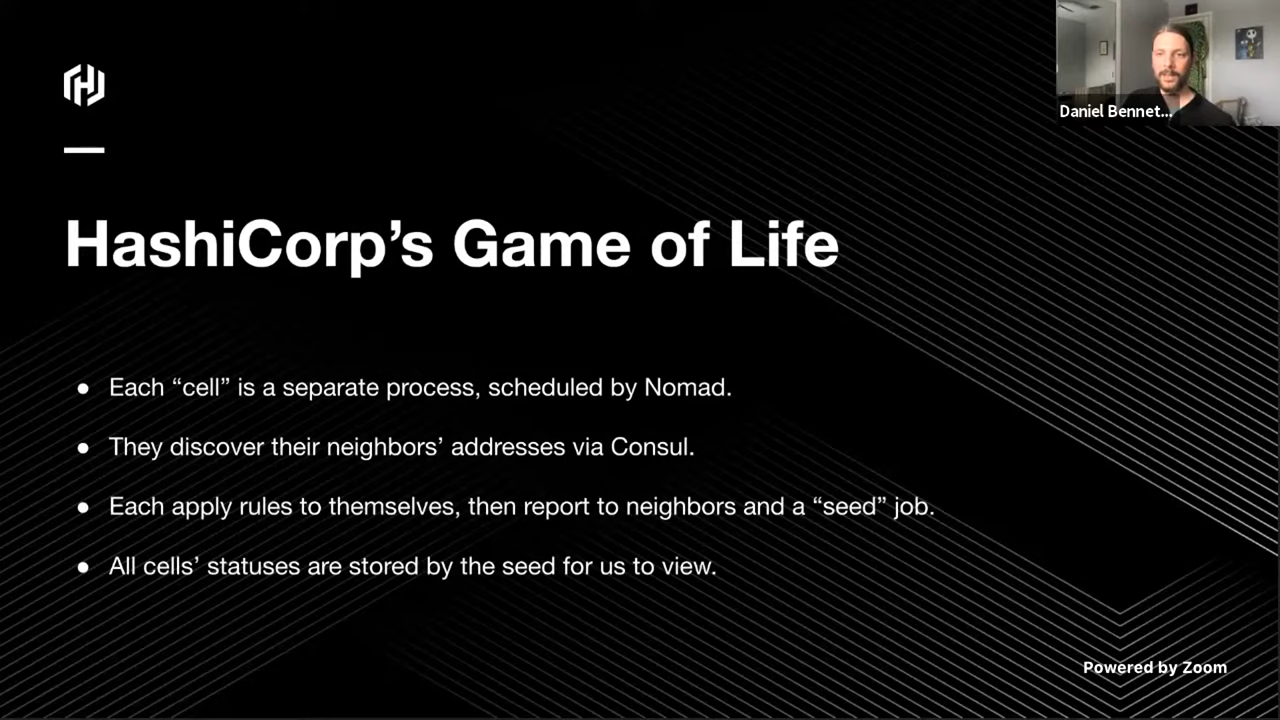 Daniel Bennet...
HashiCorp’s Game of Life
● Each “cell” is a separate process, scheduled by Nomad.
● They discover their neighbors’ addresses via Consul.
● Each apply rules to themselves, then report to neighbors and a “seed” job.
● All cells’ statuses are stored by the seed for us to view.
Powered by Zoom